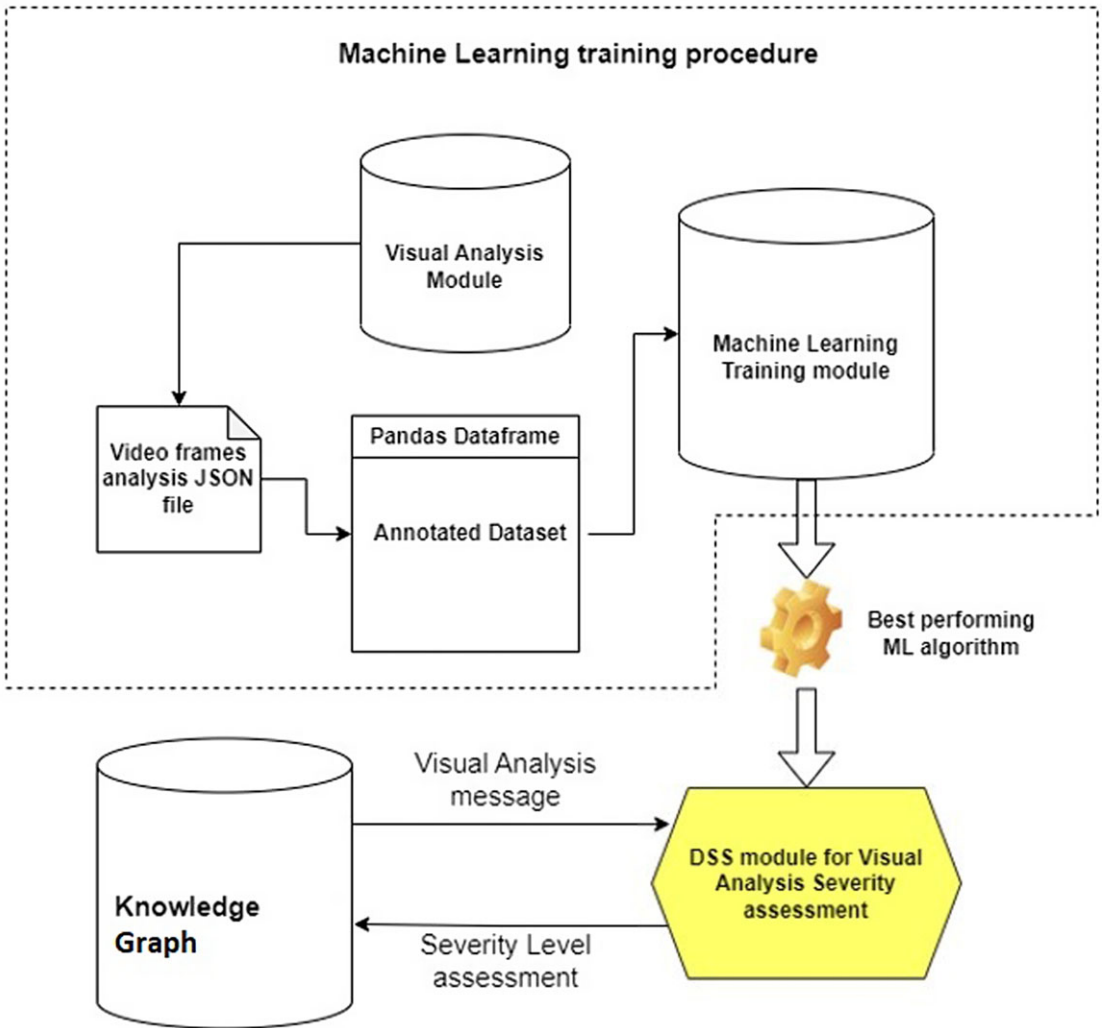 Machine Learning training procedure
Visual Analysis
Module
Machine Learning
Training module
Video frames
analysis JSON
file
Pandas Dataframe
Annotated Dataset
Best performing
ML algorithm
Visual Analysis
message
DSS module for Visual
Analysis Severity
assessment
Knowledge
Graph
Severity Level
assessment